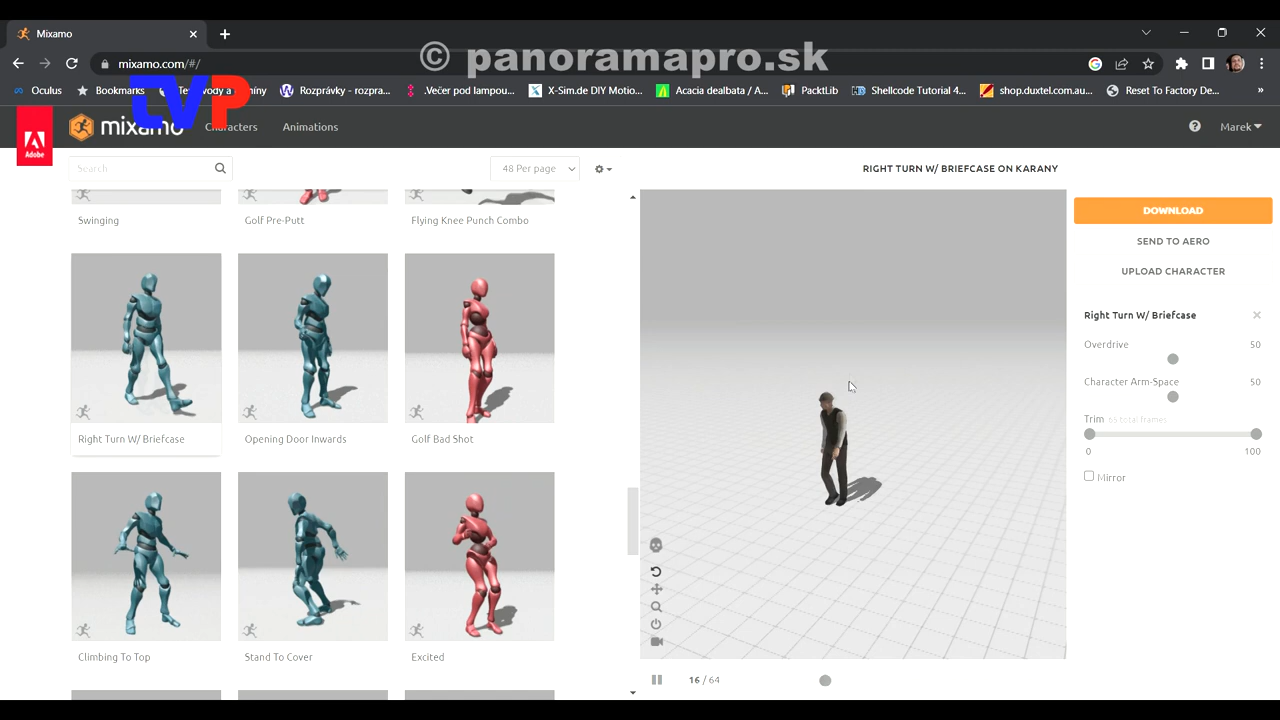 Mixamo
© panoramapro.sk
mixamo.com/#/
Oculus
Bookmarks
Rozprávky - rozpra...
.Večer pod lampou...
X-Sim.de DIY Motio...
Acacia dealbata / A...
PacktLib
Shellcode Tutorial 4...
shop.duxtel.com.au...
Reset To Factory De...
»
TVP
Adobe
mixamo
Characters
Animations
Marek
Search
48 Per page
RIGHT TURN W/ BRIEFCASE ON KARANY
Swinging
Golf Pre-Putt
Flying Knee Punch Combo
DOWNLOAD
SEND TO AERO
UPLOAD CHARACTER
Right Turn W/ Briefcase
Overdrive
50
Character Arm-Space
50
Trim
65 total frames
0
100
Mirror
Right Turn W/ Briefcase
Opening Door Inwards
Golf Bad Shot
Climbing To Top
Stand To Cover
Excited
16 / 64